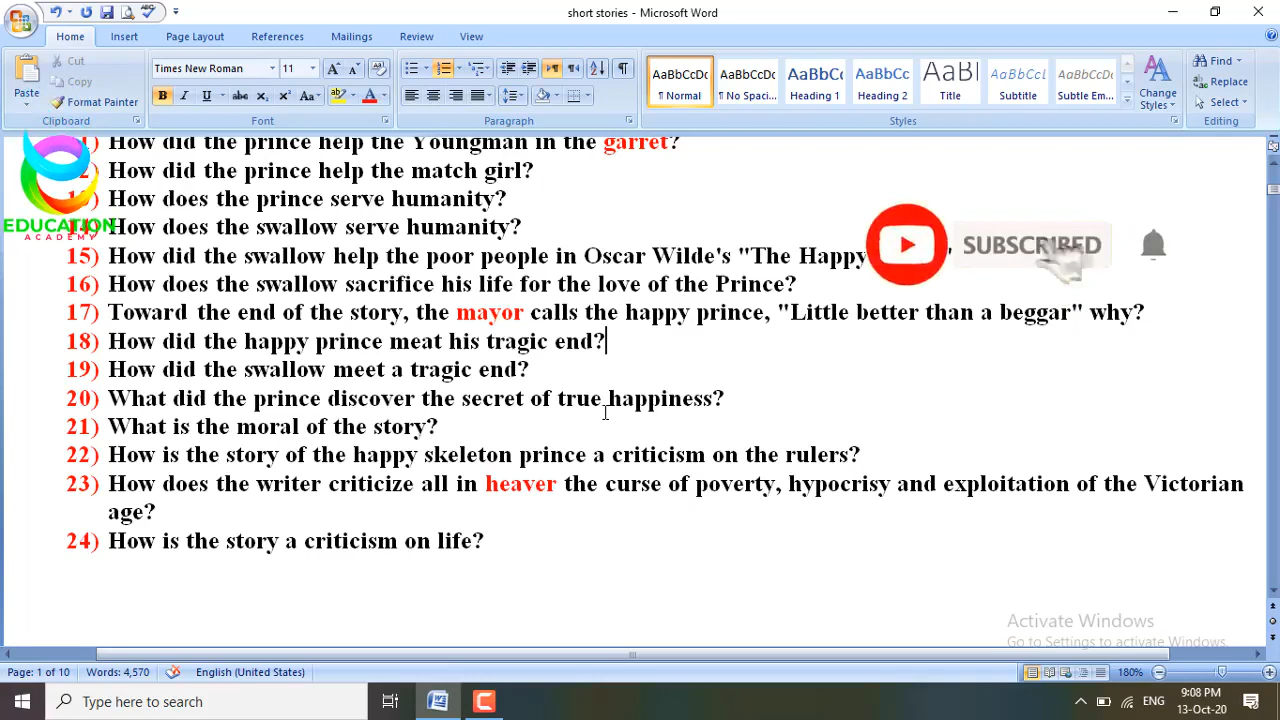 short stories - Microsoft Word
Home Insert Page Layout References Mailings Review View
Paste
Cut
Copy
Format Painter
Clipboard
Times New Roman 11
Font
Paragraph
AaBbCcDc AaBbCcDc AaBbC AaBbCc AaB AaBbCcL AaBbCcDc
¶ Normal ¶ No Spaci... Heading 1 Heading 2 Title Subtitle Subtle Em...
Change
Styles
Styles
Find
Replace
Select
Editing
1) How did the prince help the Youngman in the garret?
2) How did the prince help the match girl?
How does the prince serve humanity?
14) How does the swallow serve humanity?
15) How did the swallow help the poor people in Oscar Wilde's "The Happy
16) How does the swallow sacrifice his life for the love of the Prince?
17) Toward the end of the story, the mayor calls the happy prince, "Little better than a beggar" why?
18) How did the happy prince meat his tragic end?
19) How did the swallow meet a tragic end?
20) What did the prince discover the secret of true happiness?
21) What is the moral of the story?
22) How is the story of the happy skeleton prince a criticism on the rulers?
23) How does the writer criticize all in heaver the curse of poverty, hypocrisy and exploitation of the Victorian
age?
24) How is the story a criticism on life?
EDUCATION
ACADEMY
SUBSCRIBED
Activate Windows
Go to Settings to activate Windows.
Page: 1 of 10 Words: 4,570 English (United States) 180%
Type here to search
ENG
9:08 PM
13-Oct-20